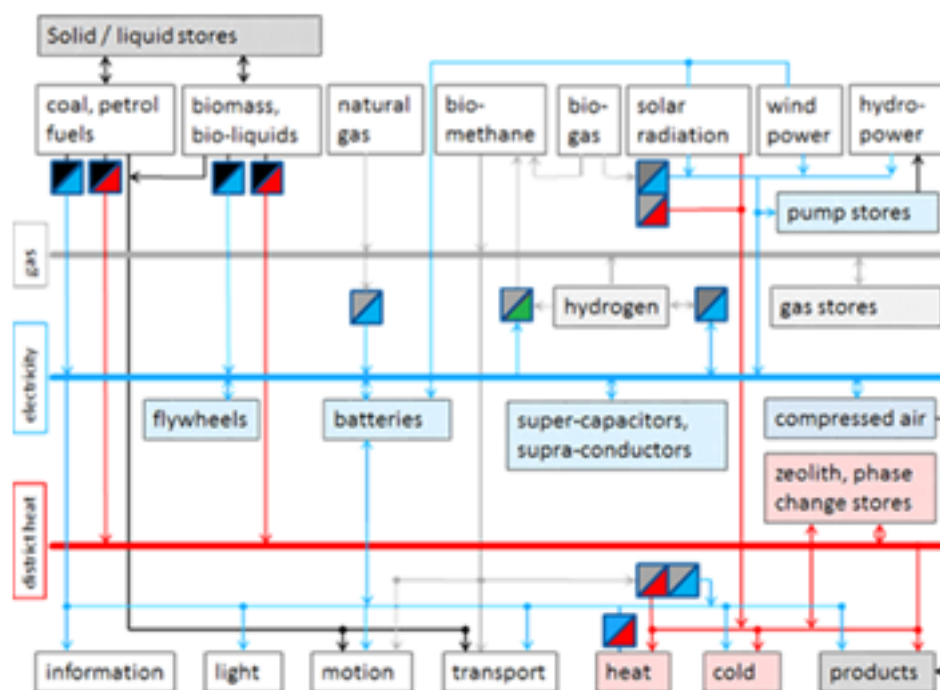 Solid / liquid stores
coal, petrol
fuels
biomass,
bio-liquids
natural
gas
bio-
methane
bio-
gas
solar
radiation
wind
power
hydro-
power
pump stores
gas
hydrogen
gas stores
electricity
flywheels
batteries
super-capacitors,
supra-conductors
compressed air
zeolith, phase
change stores
district heat
information
light
motion
transport
heat
cold
products